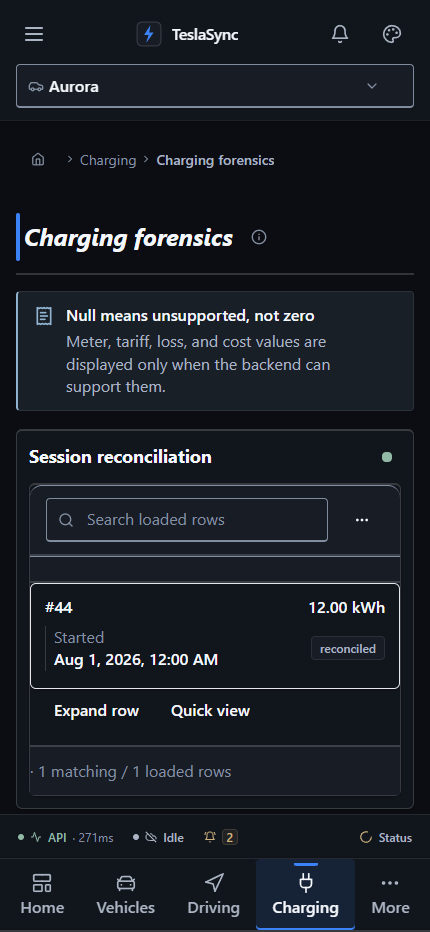 TeslaSync
Aurora
Charging
Charging forensics
Charging forensics
Null means unsupported, not zero
Meter, tariff, loss, and cost values are
displayed only when the backend can
support them.
Session reconciliation
Search loaded rows
#44
12.00 kWh
Started
Aug 1, 2026, 12:00 AM
reconciled
Expand row
Quick view
· 1 matching / 1 loaded rows
API · 271ms
Idle
2
Status
Home
Vehicles
Driving
Charging
More